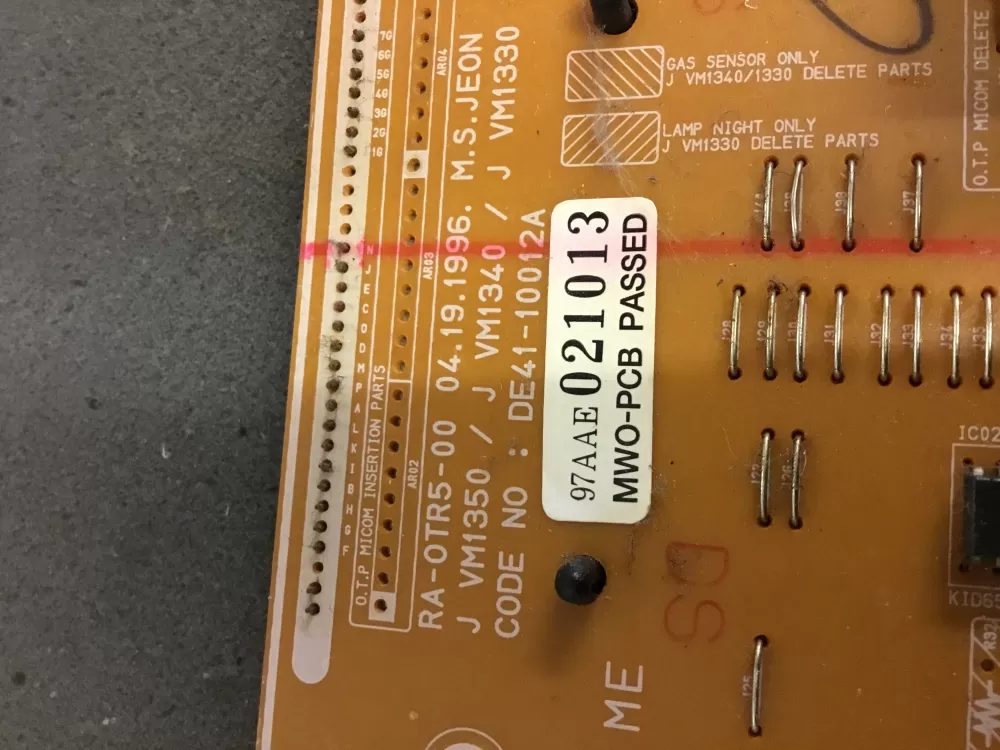 GAS SENSOR ONLY
J VM1340/1330 DELETE PARTS
LAMP NIGHT ONLY
J VM1330 DELETE PARTS
O.T.P MICOM DELETE
7G
6G
5G
4G
3G
2G
1G
AR04
AR03
AR02
N
L
E
C
O
D
M
P
A
L
K
I
B
H
G
F
O.T.P MICOM INSERTION PARTS
RA-OTR5-00 04.19.1996. M.S.JEON
J VM1350 / J VM1340 / J VM1330
CODE NO : DE41-10012A
97AAE 021013
MWO-PCB PASSED
J37
J28
J29
J30
J31
J32
J33
J34
J35
IC02
KID65
J25
ME